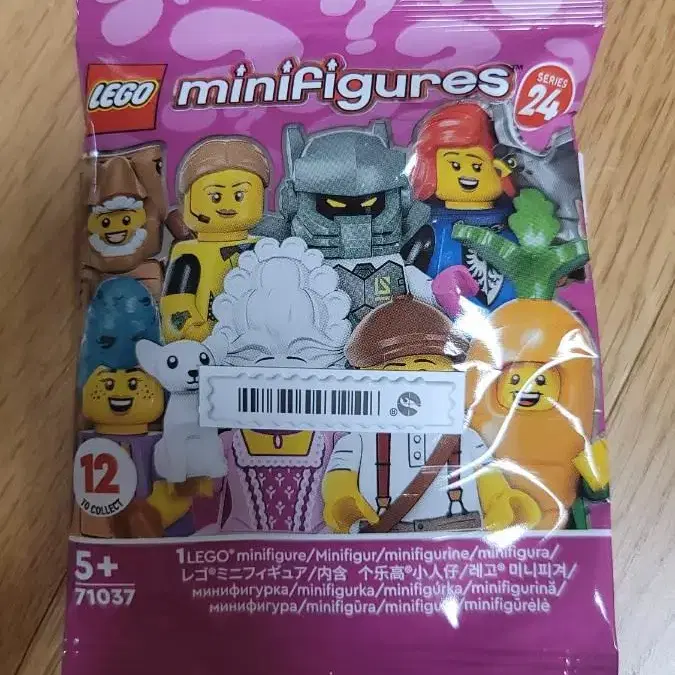 LEGO
minifigures™
SERIES
24
12
TO COLLECT
®
5+
71037
1 LEGO® minifigure/Minifigur/minifigurine/minifigura/
レゴ®ミニフィギュア/内含 个乐高®小人仔/레고® 미니피겨/
минифигурка/minifigurka/minifigūrka/minifigurină/
минифигура/minifigūra/minifigur/minifigūrėlė